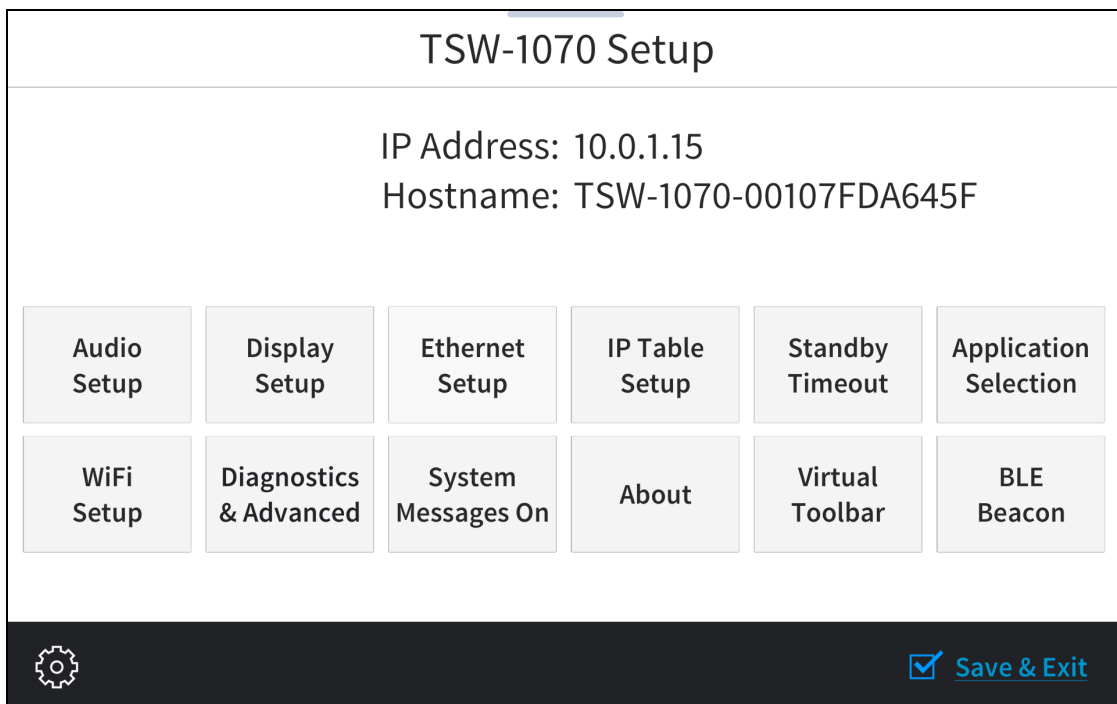 TSW-1070 Setup
IP Address: 10.0.1.15
Hostname: TSW-1070-00107FDA645F
Audio
Setup
Display
Setup
Ethernet
Setup
IP Table
Setup
Standby
Timeout
Application
Selection
WiFi
Setup
Diagnostics
& Advanced
System
Messages On
About
Virtual
Toolbar
BLE
Beacon
Save & Exit